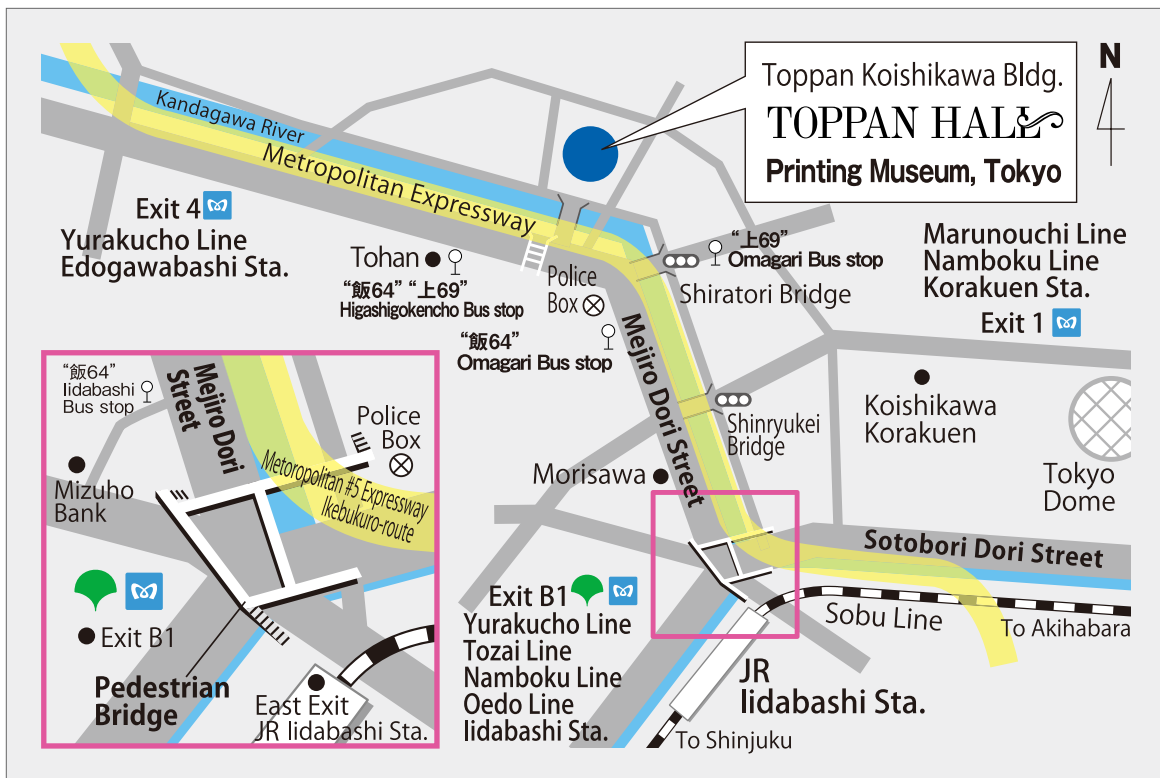 Toppan Koishikawa Bldg.
TOPPAN HALL
Printing Museum, Tokyo
N
Kandagawa River
Metropolitan Expressway
Exit 4
Yurakucho Line
Edogawabashi Sta.
Tohan
“飯64” “上69”
Higashigokencho Bus stop
Police
Box
“飯64”
Omagari Bus stop
“上69”
Omagari Bus stop
Shiratori Bridge
Marunouchi Line
Namboku Line
Korakuen Sta.
Exit 1
Mejiro Dori Street
Shinryukei
Bridge
Koishikawa
Korakuen
Tokyo
Dome
Morisawa
Sotobori Dori Street
Sobu Line
To Akihabara
Exit B1
Yurakucho Line
Tozai Line
Namboku Line
Oedo Line
Iidabashi Sta.
JR
Iidabashi Sta.
To Shinjuku
“飯64”
Iidabashi
Bus stop
Mejiro Dori
Street
Police
Box
Metoropolitan #5 Expressway
Ikebukuro-route
Mizuho
Bank
Exit B1
Pedestrian
Bridge
East Exit
JR Iidabashi Sta.